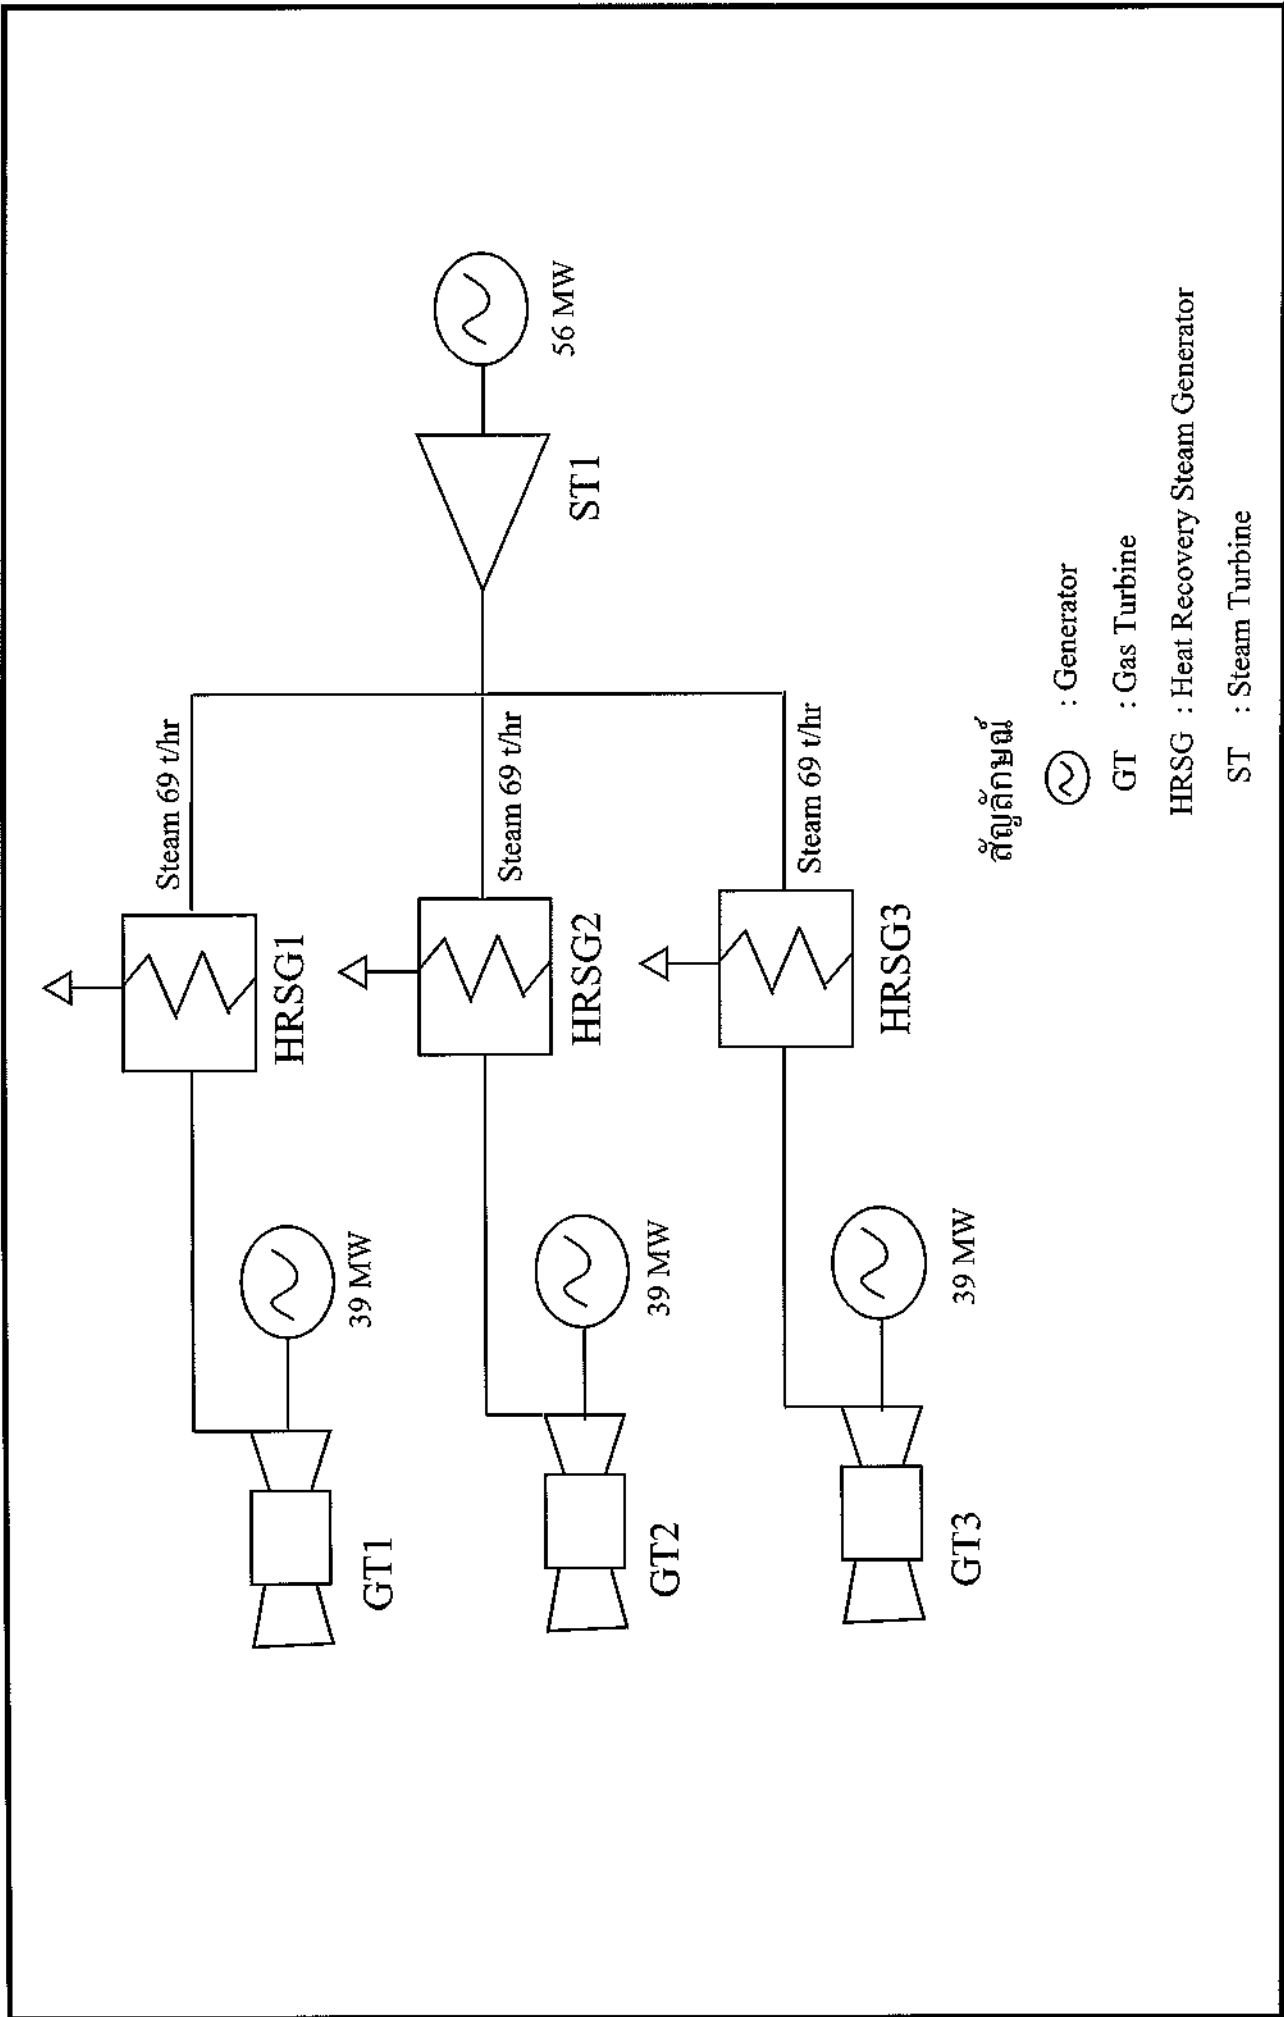 Steam 69 t/hr
HRSG1
39 MW
GT1
Steam 69 t/hr
HRSG2
56 MW
ST1
39 MW
GT2
Steam 69 t/hr
HRSG3
39 MW
GT3
สัญลักษณ์
: Generator
GT : Gas Turbine
HRSG : Heat Recovery Steam Generator
ST : Steam Turbine